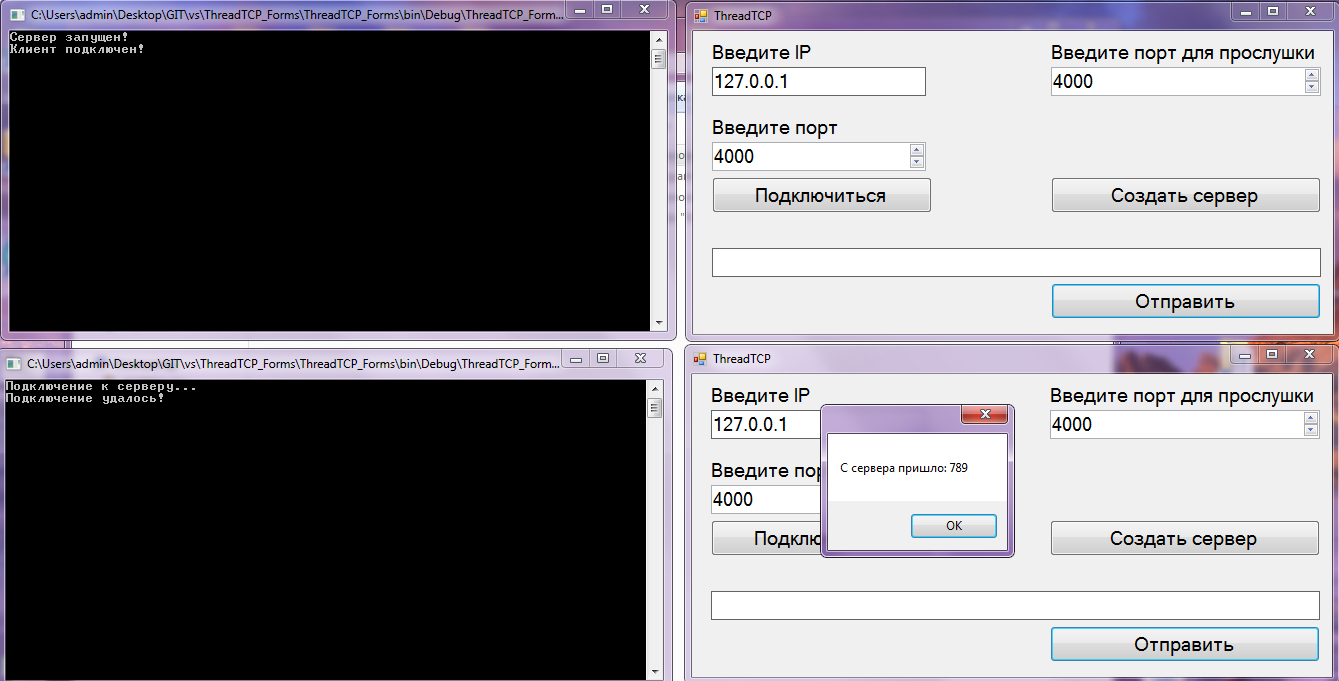 C:\Users\admin\Desktop\GIT\vs\ThreadTCP_Forms\ThreadTCP_Forms\bin\Debug\ThreadTCP_Form...
Сервер запущен!
Клиент подключен!
ThreadTCP
Введите IP
Введите порт для прослушки
127.0.0.1
4000
Введите порт
4000
Подключиться
Создать сервер
Отправить
C:\Users\admin\Desktop\GIT\vs\ThreadTCP_Forms\ThreadTCP_Forms\bin\Debug\ThreadTCP_Form...
Подключение к серверу...
Подключение удалось!
ThreadTCP
Введите IP
Введите порт для прослушки
127.0.0.1
4000
Введите пор
4000
С сервера пришло: 789
OK
Подклю
Создать сервер
Отправить